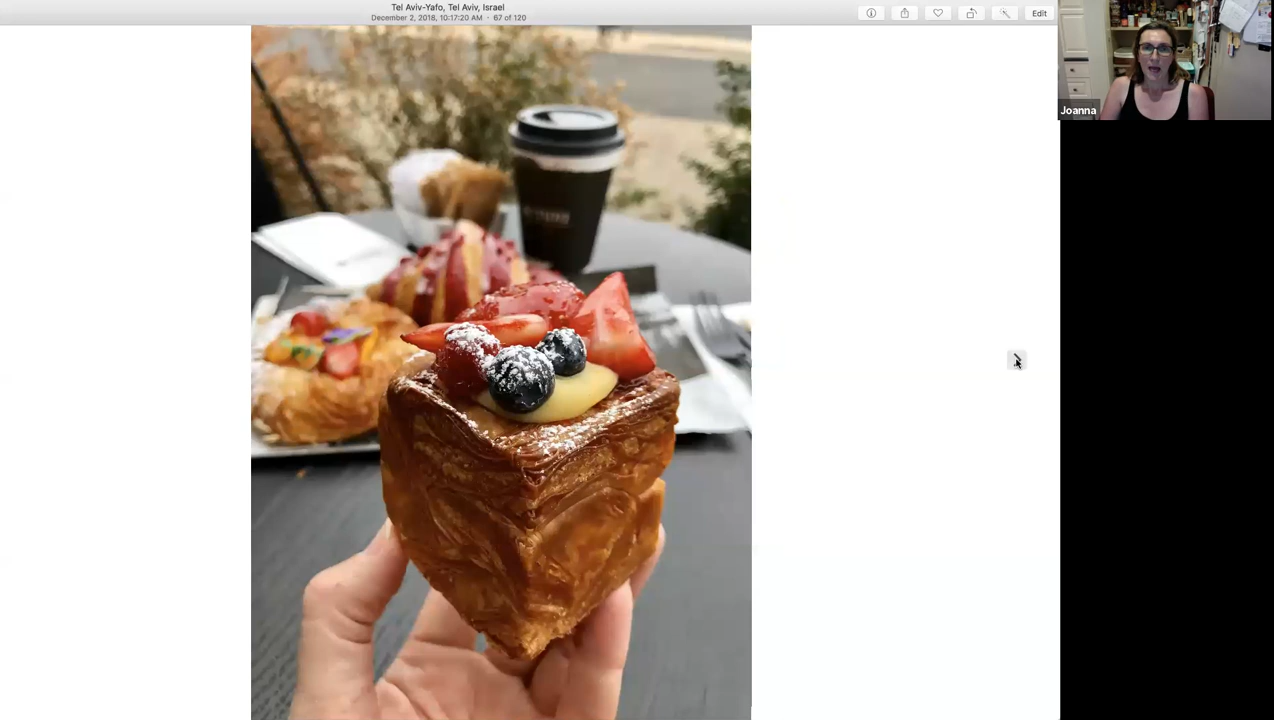 Tel Aviv-Yafo, Tel Aviv, Israel
December 2, 2018, 10:17:20 AM · 67 of 120
Edit
Joanna